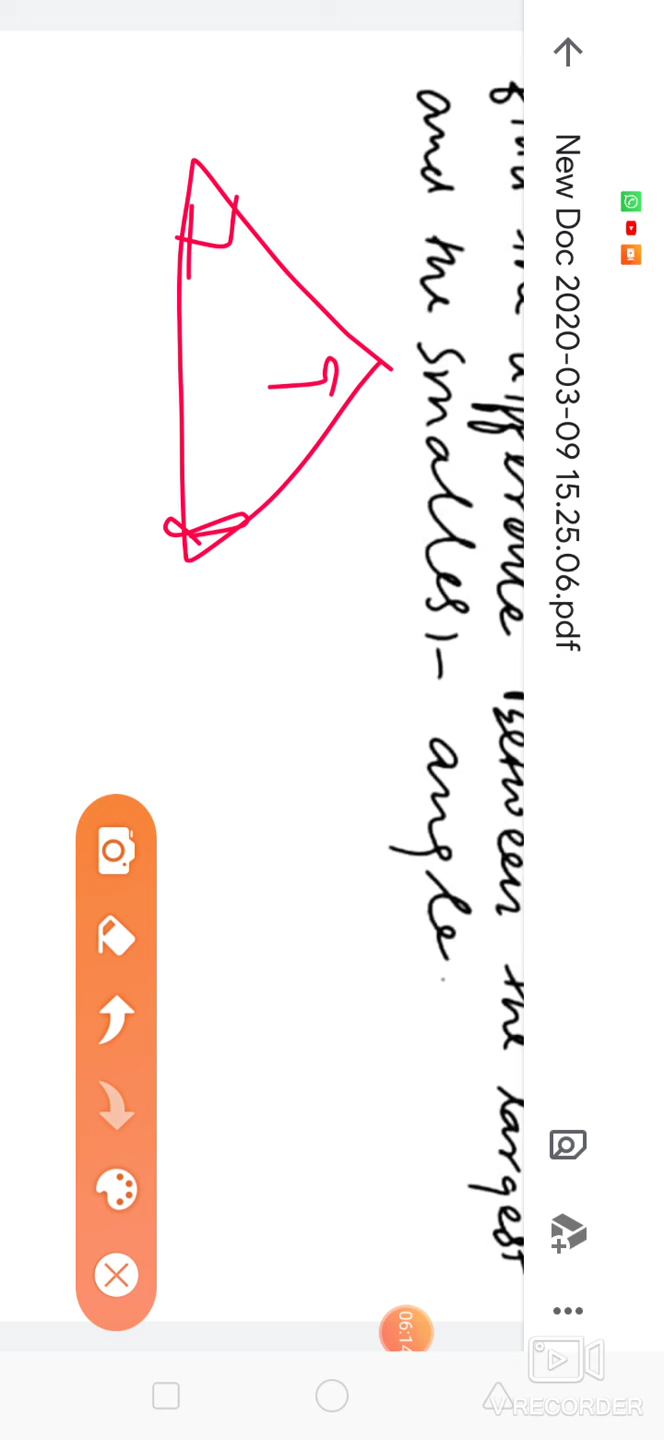 New Doc 2020-03-09 15.25.06.pdf
find the difference between the largest
and the smallest angle.
06:14
V RECORDER